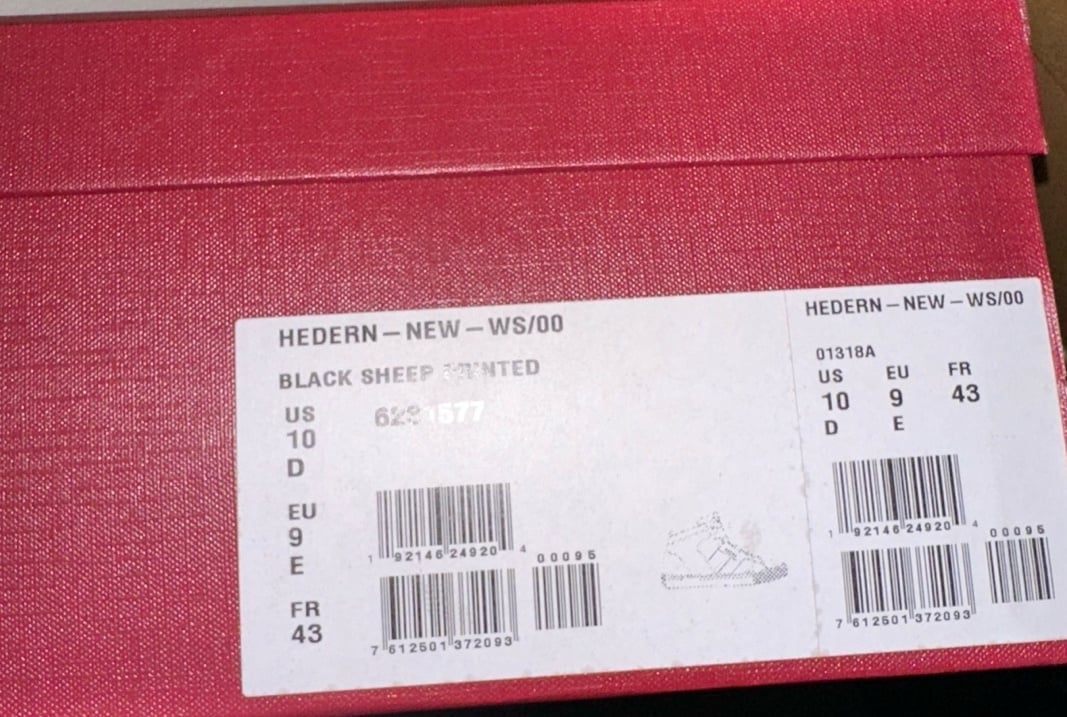 HEDERN-NEW-WS/00
BLACK SHEEP
US
10
D
EU
9
E
FR
43
1 92146 24920 4
00095
7 612501 372093
HEDERN-NEW-WS/00
01318A
US EU FR
10 9 43
D E
1 92146 24920 4
00095
7 612501 372093